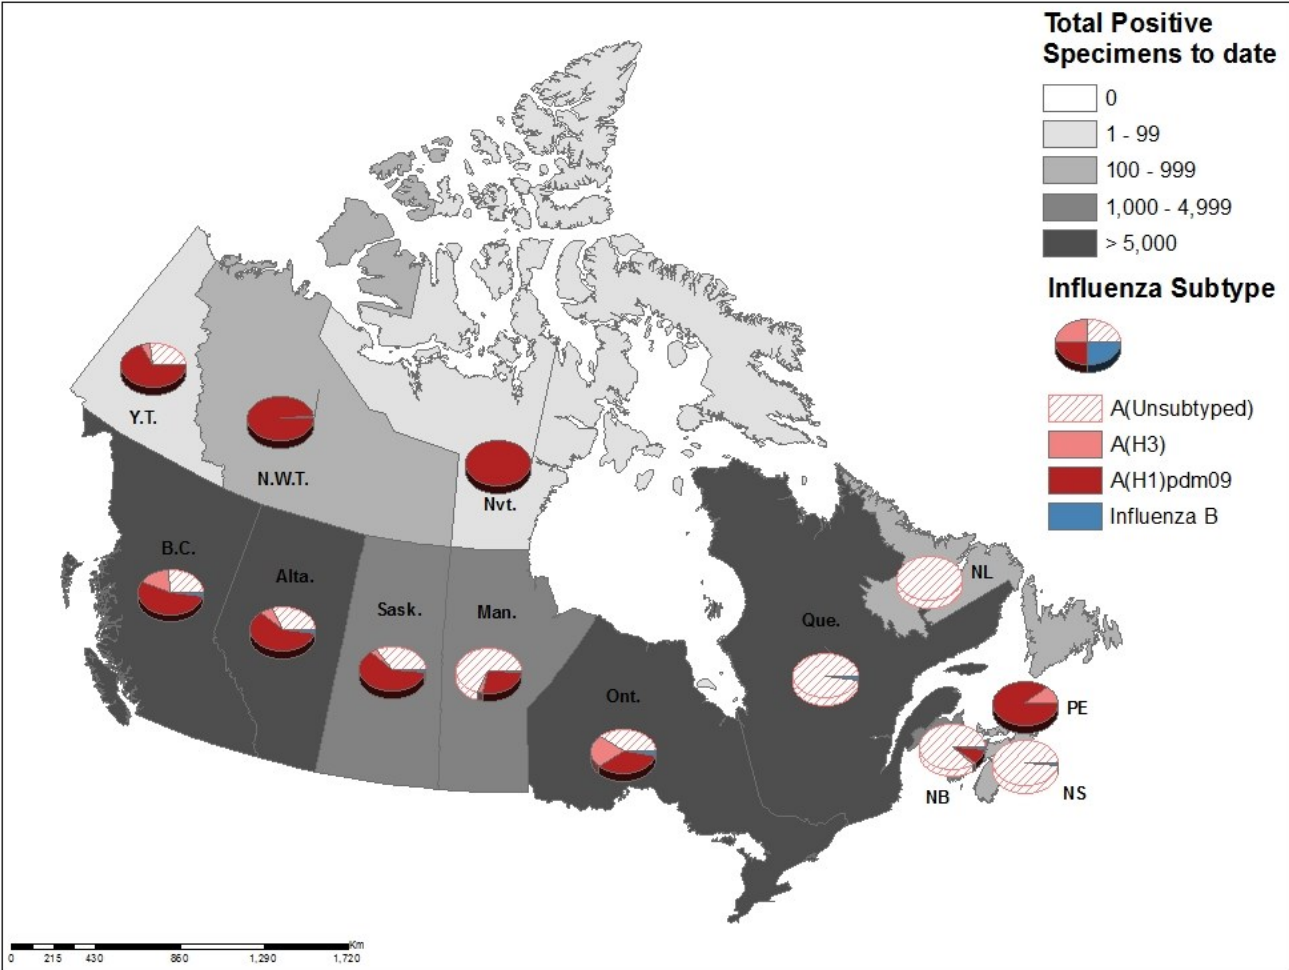 Total Positive
Specimens to date
0
1 - 99
100 - 999
1,000 - 4,999
> 5,000
Influenza Subtype
A(Unsubtyped)
A(H3)
A(H1)pdm09
Influenza B
Y.T.
N.W.T.
Nvt.
B.C.
Alta.
Sask.
Man.
Ont.
Que.
NL
PE
NB
NS
Km
0 215 430 860 1,290 1,720